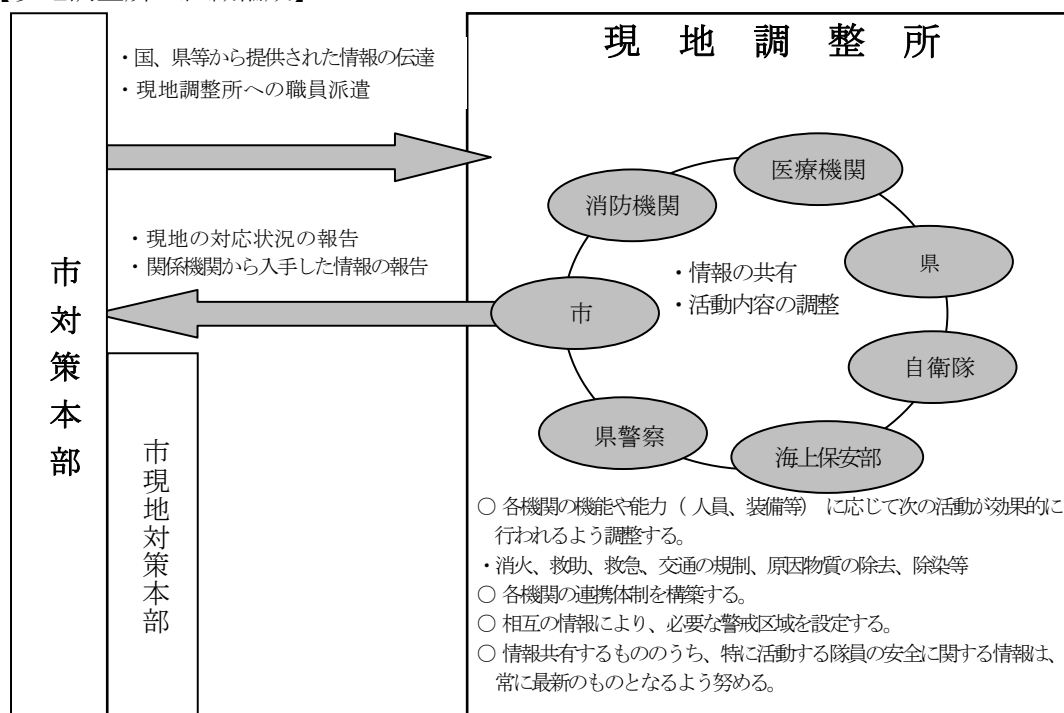 ・国、県等から提供された情報の伝達
・現地調整所への職員派遣
・現地の対応状況の報告
・関係機関から入手した情報の報告
市対策本部
市現地対策本部
現地調整所
医療機関
消防機関
県
・情報の共有
・活動内容の調整
市
自衛隊
県警察
海上保安部
○ 各機関の機能や能力（ 人員、装備等） に応じて次の活動が効果的に
行われるよう調整する。
・消火、救助、救急、交通の規制、原因物質の除去、除染等
○ 各機関の連携体制を構築する。
○ 相互の情報により、必要な警戒区域を設定する。
○ 情報共有するもののうち、特に活動する隊員の安全に関する情報は、
常に最新のものとなるよう努める。